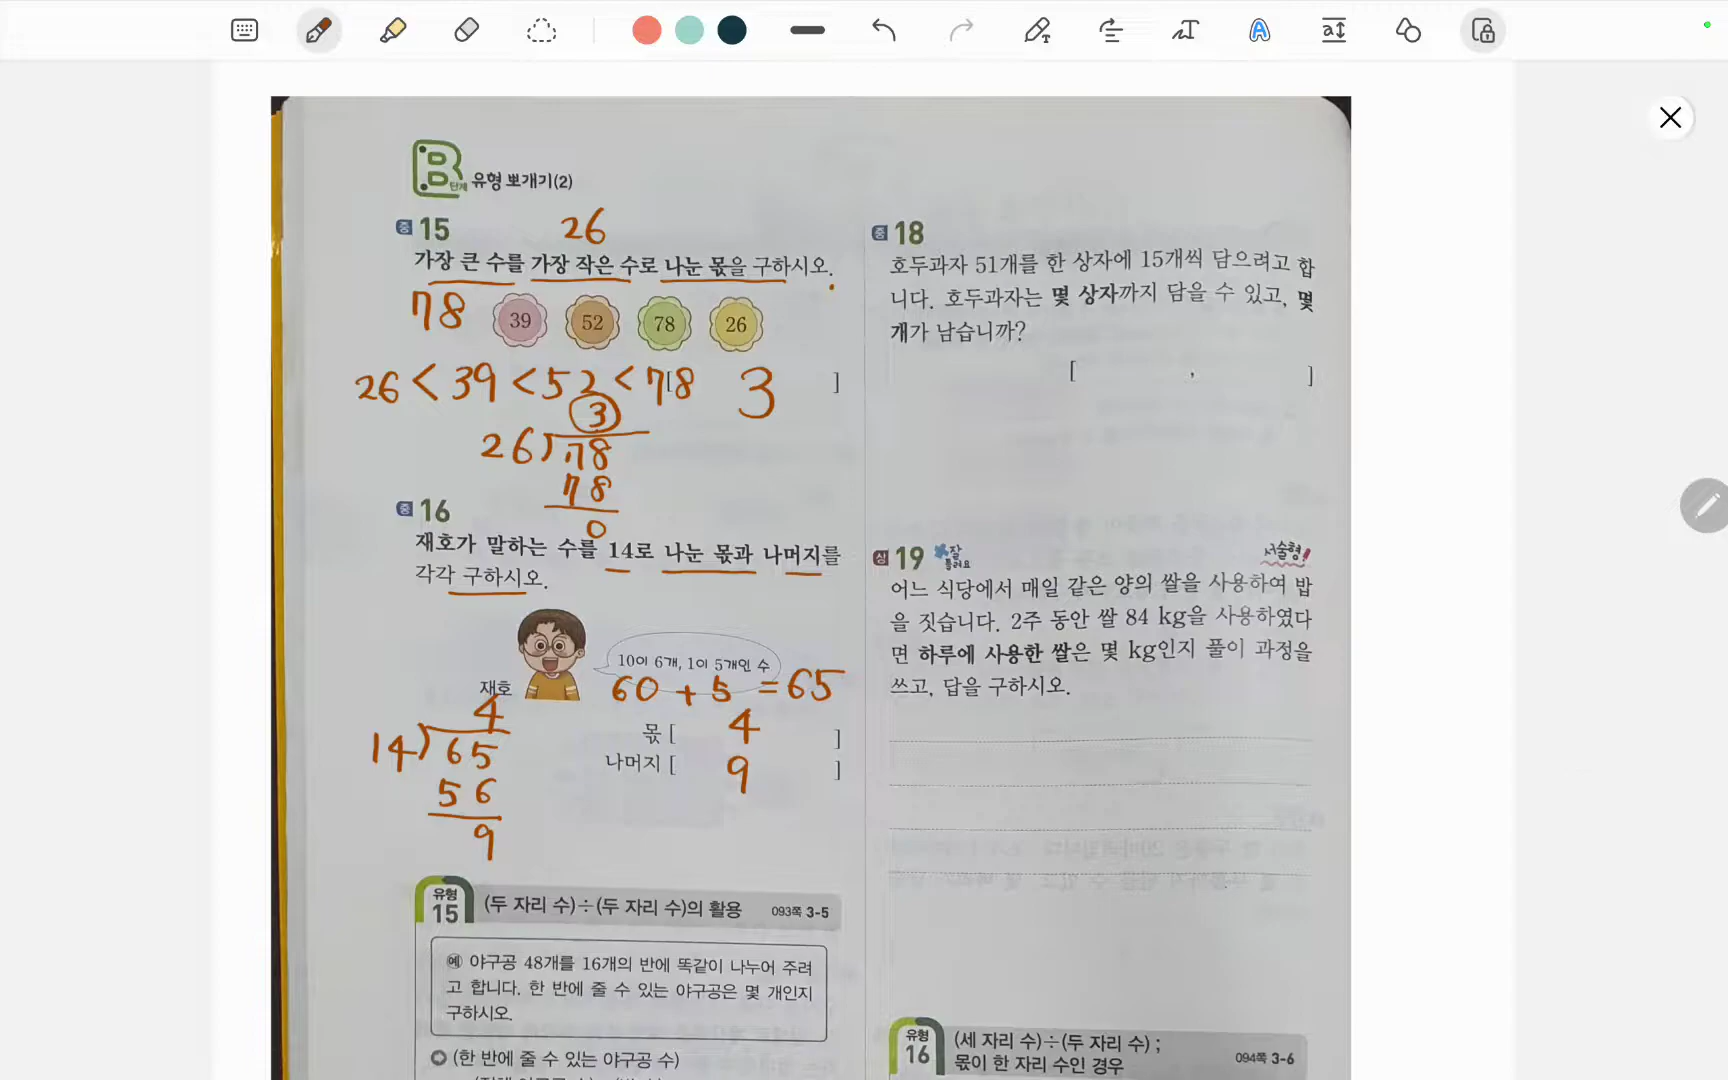 B단계 유형 뽀개기(2)
중 15
26
가장 큰 수를 가장 작은 수로 나눈 몫을 구하시오.
78 39 52 78 26
26 < 39 < 52 < 78 [ 3 ]
3
26)78
78
0
중 16
재호가 말하는 수를 14로 나눈 몫과 나머지를
각각 구하시오.
10이 6개, 1이 5개인 수
재호
60 + 5 = 65
몫 [ 4 ]
나머지 [ 9 ]
4
14)65
56
9
유형 15 (두 자리 수)÷(두 자리 수)의 활용 093쪽 3-5
예 야구공 48개를 16개의 반에 똑같이 나누어 주려
고 합니다. 한 반에 줄 수 있는 야구공은 몇 개인지
구하시오.
(한 반에 줄 수 있는 야구공 수)
중 18
호두과자 51개를 한 상자에 15개씩 담으려고 합
니다. 호두과자는 몇 상자까지 담을 수 있고, 몇
개가 남습니까?
[ , ]
상 19 잘 틀려요 서술형!
어느 식당에서 매일 같은 양의 쌀을 사용하여 밥
을 짓습니다. 2주 동안 쌀 84 kg을 사용하였다
면 하루에 사용한 쌀은 몇 kg인지 풀이 과정을
쓰고, 답을 구하시오.
유형 16 (세 자리 수)÷(두 자리 수) ;
몫이 한 자리 수인 경우 094쪽 3-6